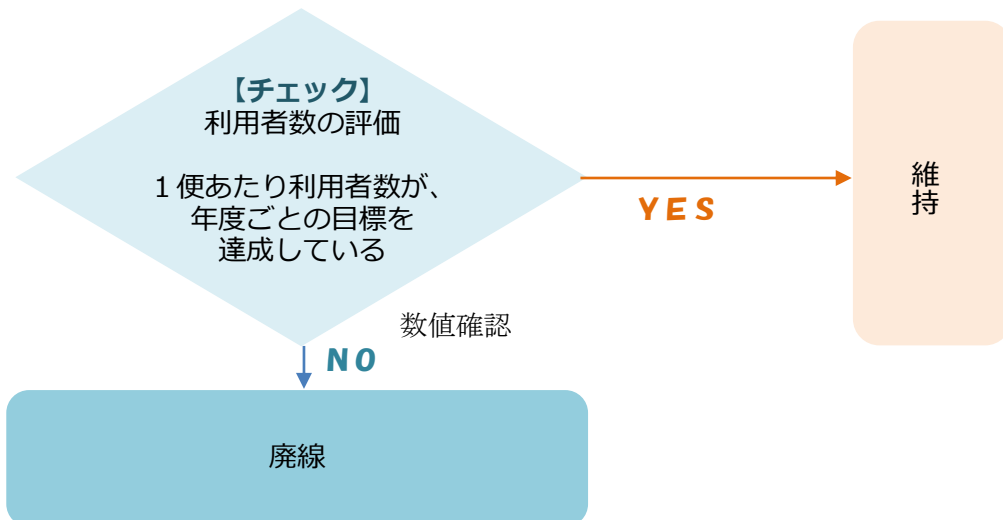 【チェック】
利用者数の評価
１便あたり利用者数が、
年度ごとの目標を
達成している
ＹＥＳ
維持
数値確認
ＮＯ
廃線